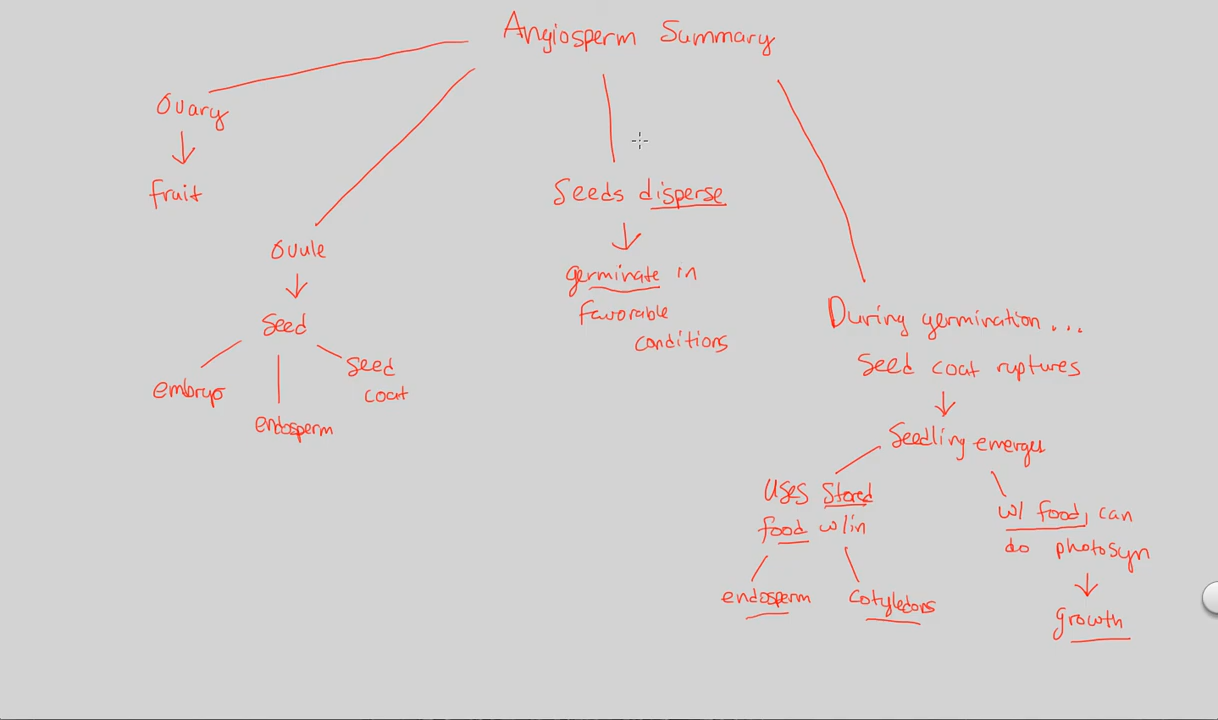 Angiosperm Summary
Ovary
fruit
Ovule
Seed
embryo
endosperm
Seed
coat
Seeds disperse
germinate in
favorable
conditions
During germination...
Seed coat ruptures
Seedling emerges
Uses Stored
food w/in
endosperm
Cotyledons
w/ food, can
do photosyn
growth